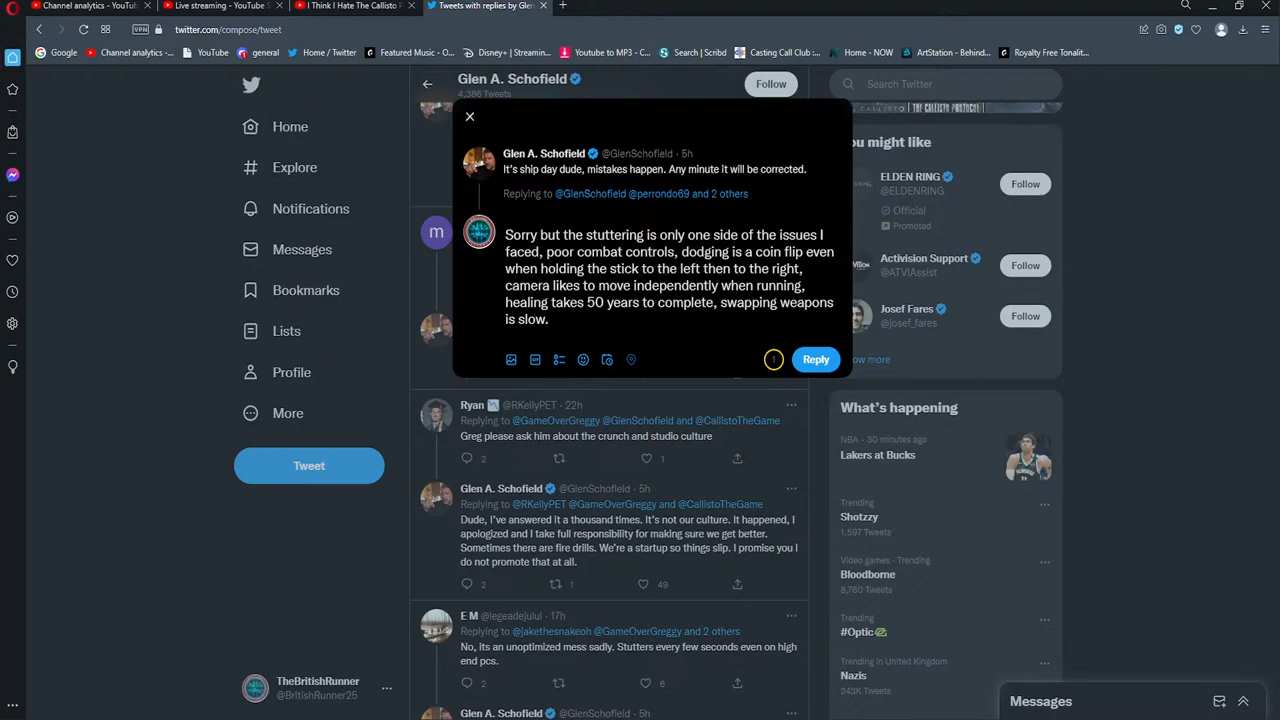 Channel analytics - YouTu
Live streaming - YouTube S
I Think I Hate The Callisto P
Tweets with replies by Glen
VPN
twitter.com/compose/tweet
Google
Channel analytics -...
YouTube
general
Home / Twitter
Featured Music - O...
Disney+ | Streamin...
Youtube to MP3 - C...
Search | Scribd
Casting Call Club :...
Home - NOW
ArtStation - Behind...
Royalty Free Tonalit...
Home
Explore
Notifications
Messages
Bookmarks
Lists
Profile
More
Tweet
TheBritishRunner
@BritishRunner25
Glen A. Schofield
4,386 Tweets
Follow
Glen A. Schofield @GlenSchofield · 5h
It's ship day dude, mistakes happen. Any minute it will be corrected.
Replying to @GlenSchofield @perrondo69 and 2 others
Sorry but the stuttering is only one side of the issues I
faced, poor combat controls, dodging is a coin flip even
when holding the stick to the left then to the right,
camera likes to move independently when running,
healing takes 50 years to complete, swapping weapons
is slow.
1
Reply
m
Ryan @RKellyPET · 22h
Replying to @GameOverGreggy @GlenSchofield and @CallistoTheGame
Greg please ask him about the crunch and studio culture
2
1
Glen A. Schofield @GlenSchofield · 5h
Replying to @RKellyPET @GameOverGreggy and @CallistoTheGame
Dude, I've answered it a thousand times. It's not our culture. It happened, I
apologized and I take full responsibility for making sure we get better.
Sometimes there are fire drills. We're a startup so things slip. I promise you I
do not promote that at all.
2
1
49
E M @legeadejulul · 17h
Replying to @jakethesnakeoh @GameOverGreggy and 2 others
No, its an unoptimized mess sadly. Stutters every few seconds even on high
end pcs.
2
6
Glen A. Schofield @GlenSchofield · 5h
Search Twitter
THE CALLISTO PROTOCOL
ou might like
ELDEN RING
@ELDENRING
Official
Promoted
Follow
Activision Support
@ATVIAssist
Follow
Josef Fares
@josef_fares
Follow
ow more
What's happening
NBA · 30 minutes ago
Lakers at Bucks
Trending
Shotzzy
1,597 Tweets
Video games · Trending
Bloodborne
8,760 Tweets
Trending
#Optic
Trending in United Kingdom
Nazis
243K Tweets
Messages